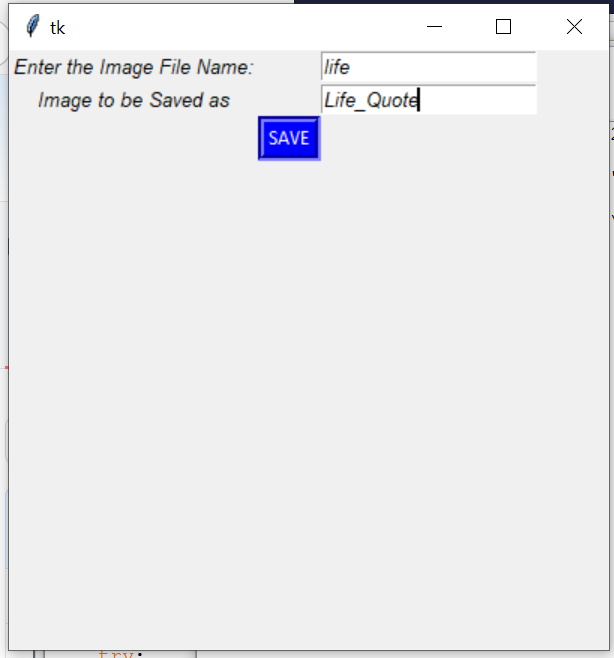 tk
Enter the Image File Name: life
Image to be Saved as Life_Quote
SAVE
try: